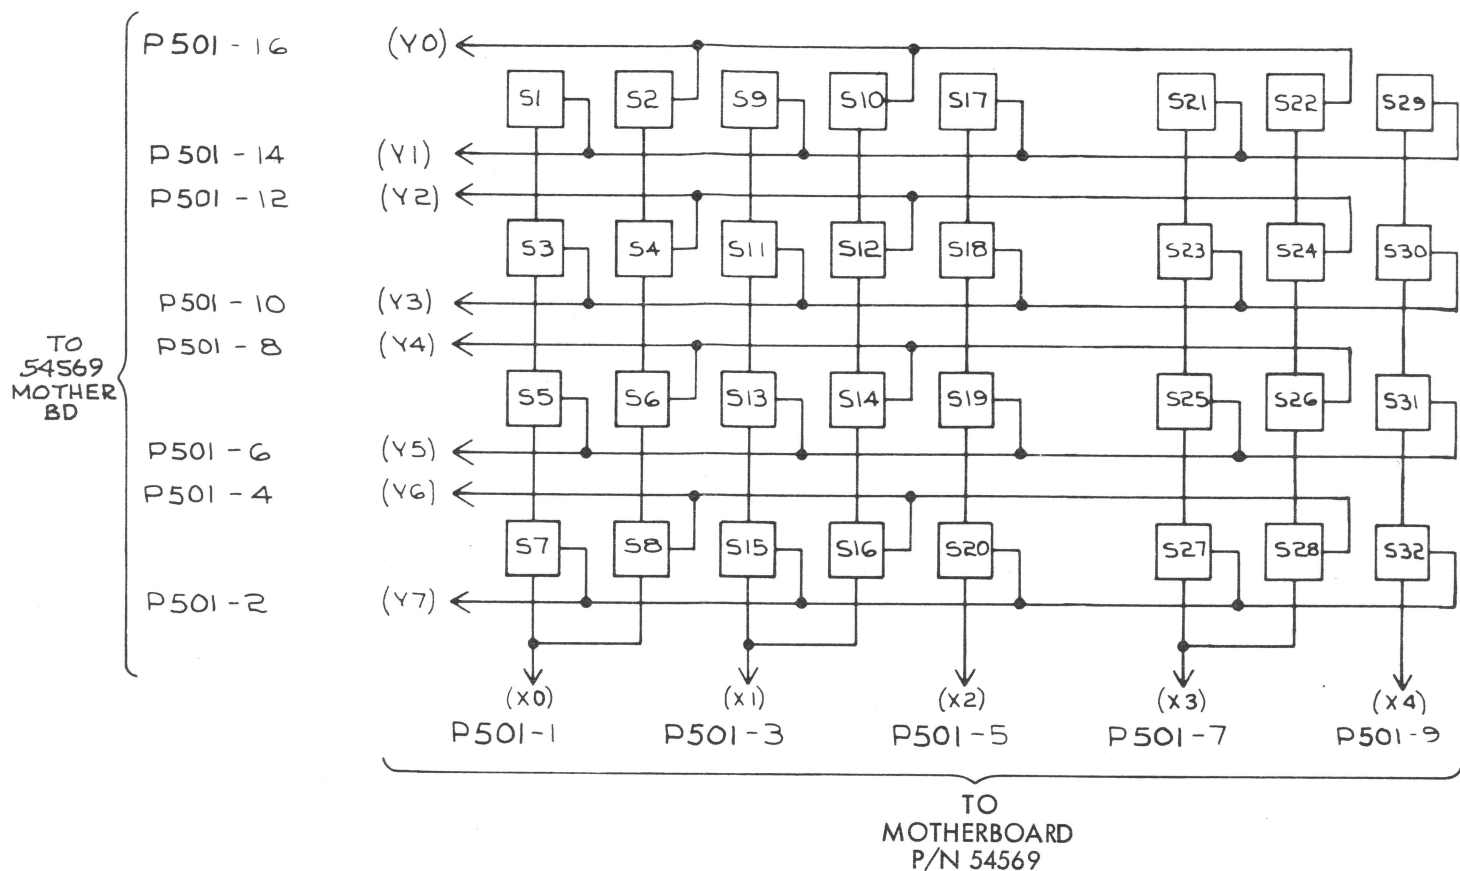 P501-16 (Y0)
S1 S2 S9 S10 S17 S21 S22 S29
P501-14 (Y1)
P501-12 (Y2)
S3 S4 S11 S12 S18 S23 S24 S30
P501-10 (Y3)
P501-8 (Y4)
TO
54569
MOTHER
BD
S5 S6 S13 S14 S19 S25 S26 S31
P501-6 (Y5)
P501-4 (Y6)
S7 S8 S15 S16 S20 S27 S28 S32
P501-2 (Y7)
(X0) (X1) (X2) (X3) (X4)
P501-1 P501-3 P501-5 P501-7 P501-9
TO
MOTHERBOARD
P/N 54569